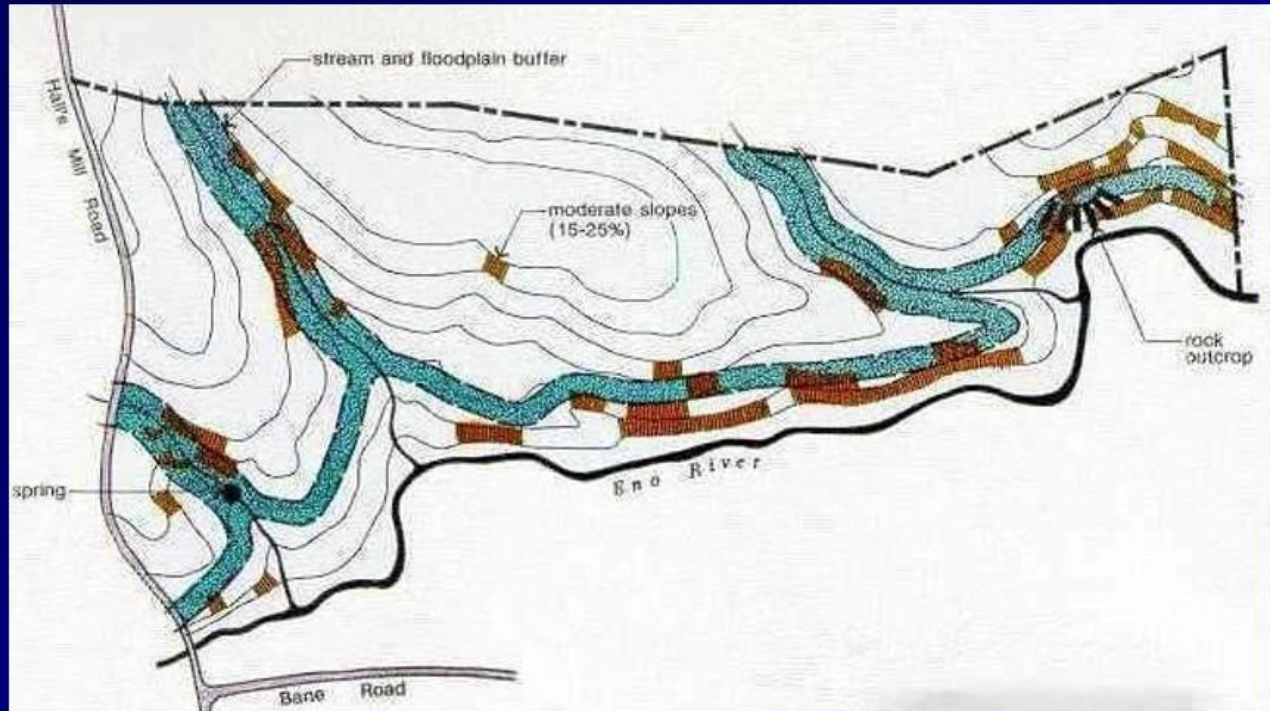 stream and floodplain buffer
Hall's Mill Road
moderate slopes
(15-25%)
rock
outcrop
spring
Eno River
Bane Road